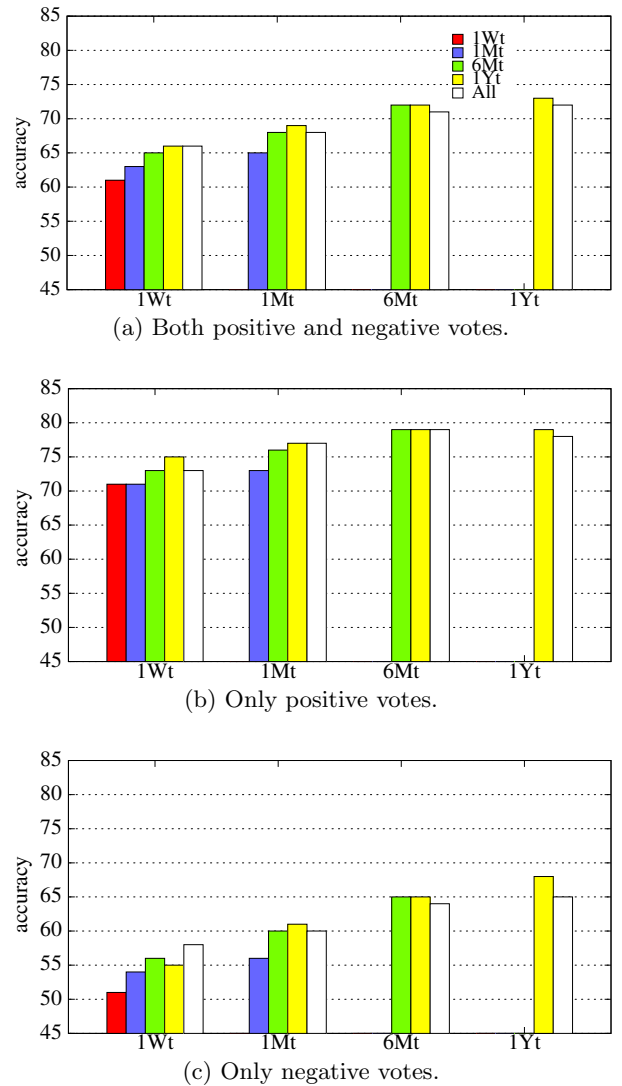 85
80
75
70
65
60
55
50
45
accuracy
1Wt
1Mt
6Mt
1Yt
All
1Wt 1Mt 6Mt 1Yt
(a) Both positive and negative votes.
85
80
75
70
65
60
55
50
45
accuracy
1Wt 1Mt 6Mt 1Yt
(b) Only positive votes.
85
80
75
70
65
60
55
50
45
accuracy
1Wt 1Mt 6Mt 1Yt
(c) Only negative votes.